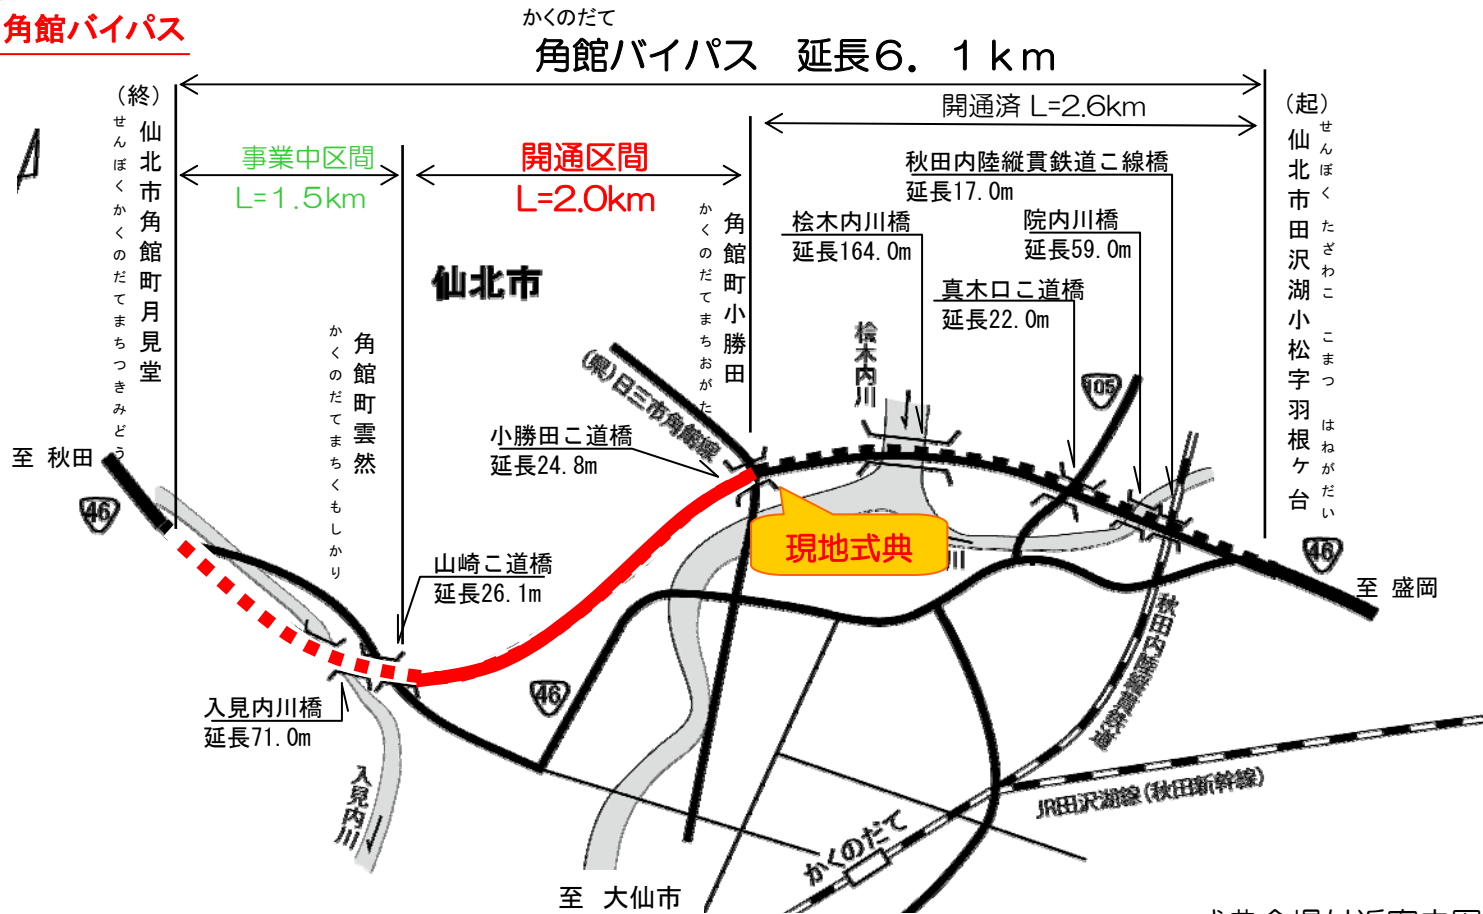 角館バイパス
かくのだて
角館バイパス　延長６．１ｋｍ
開通済 L=2.6km
事業中区間
L=1.5km
開通区間
L=2.0km
（終）
仙北市角館町月見堂
せんぼくかくのだてまちつきみどう
（起）
仙北市田沢湖小松字羽根ヶ台
せんぼく たざわこ こまつ はねがだい
角館町雲然
かくのだてまちくもしかり
角館町小勝田
かくのだてまちおがた
仙北市
秋田内陸縦貫鉄道こ線橋
延長17.0m
桧木内川橋
延長164.0m
院内川橋
延長59.0m
真木口こ道橋
延長22.0m
桧木内川
105
(県)日三市角館線
小勝田こ道橋
延長24.8m
至 秋田
46
現地式典
川
46
至 盛岡
山崎こ道橋
延長26.1m
46
入見内川橋
延長71.0m
入見内川
秋田内陸縦貫鉄道
JR田沢湖線(秋田新幹線)
かくのだて
至 大仙市